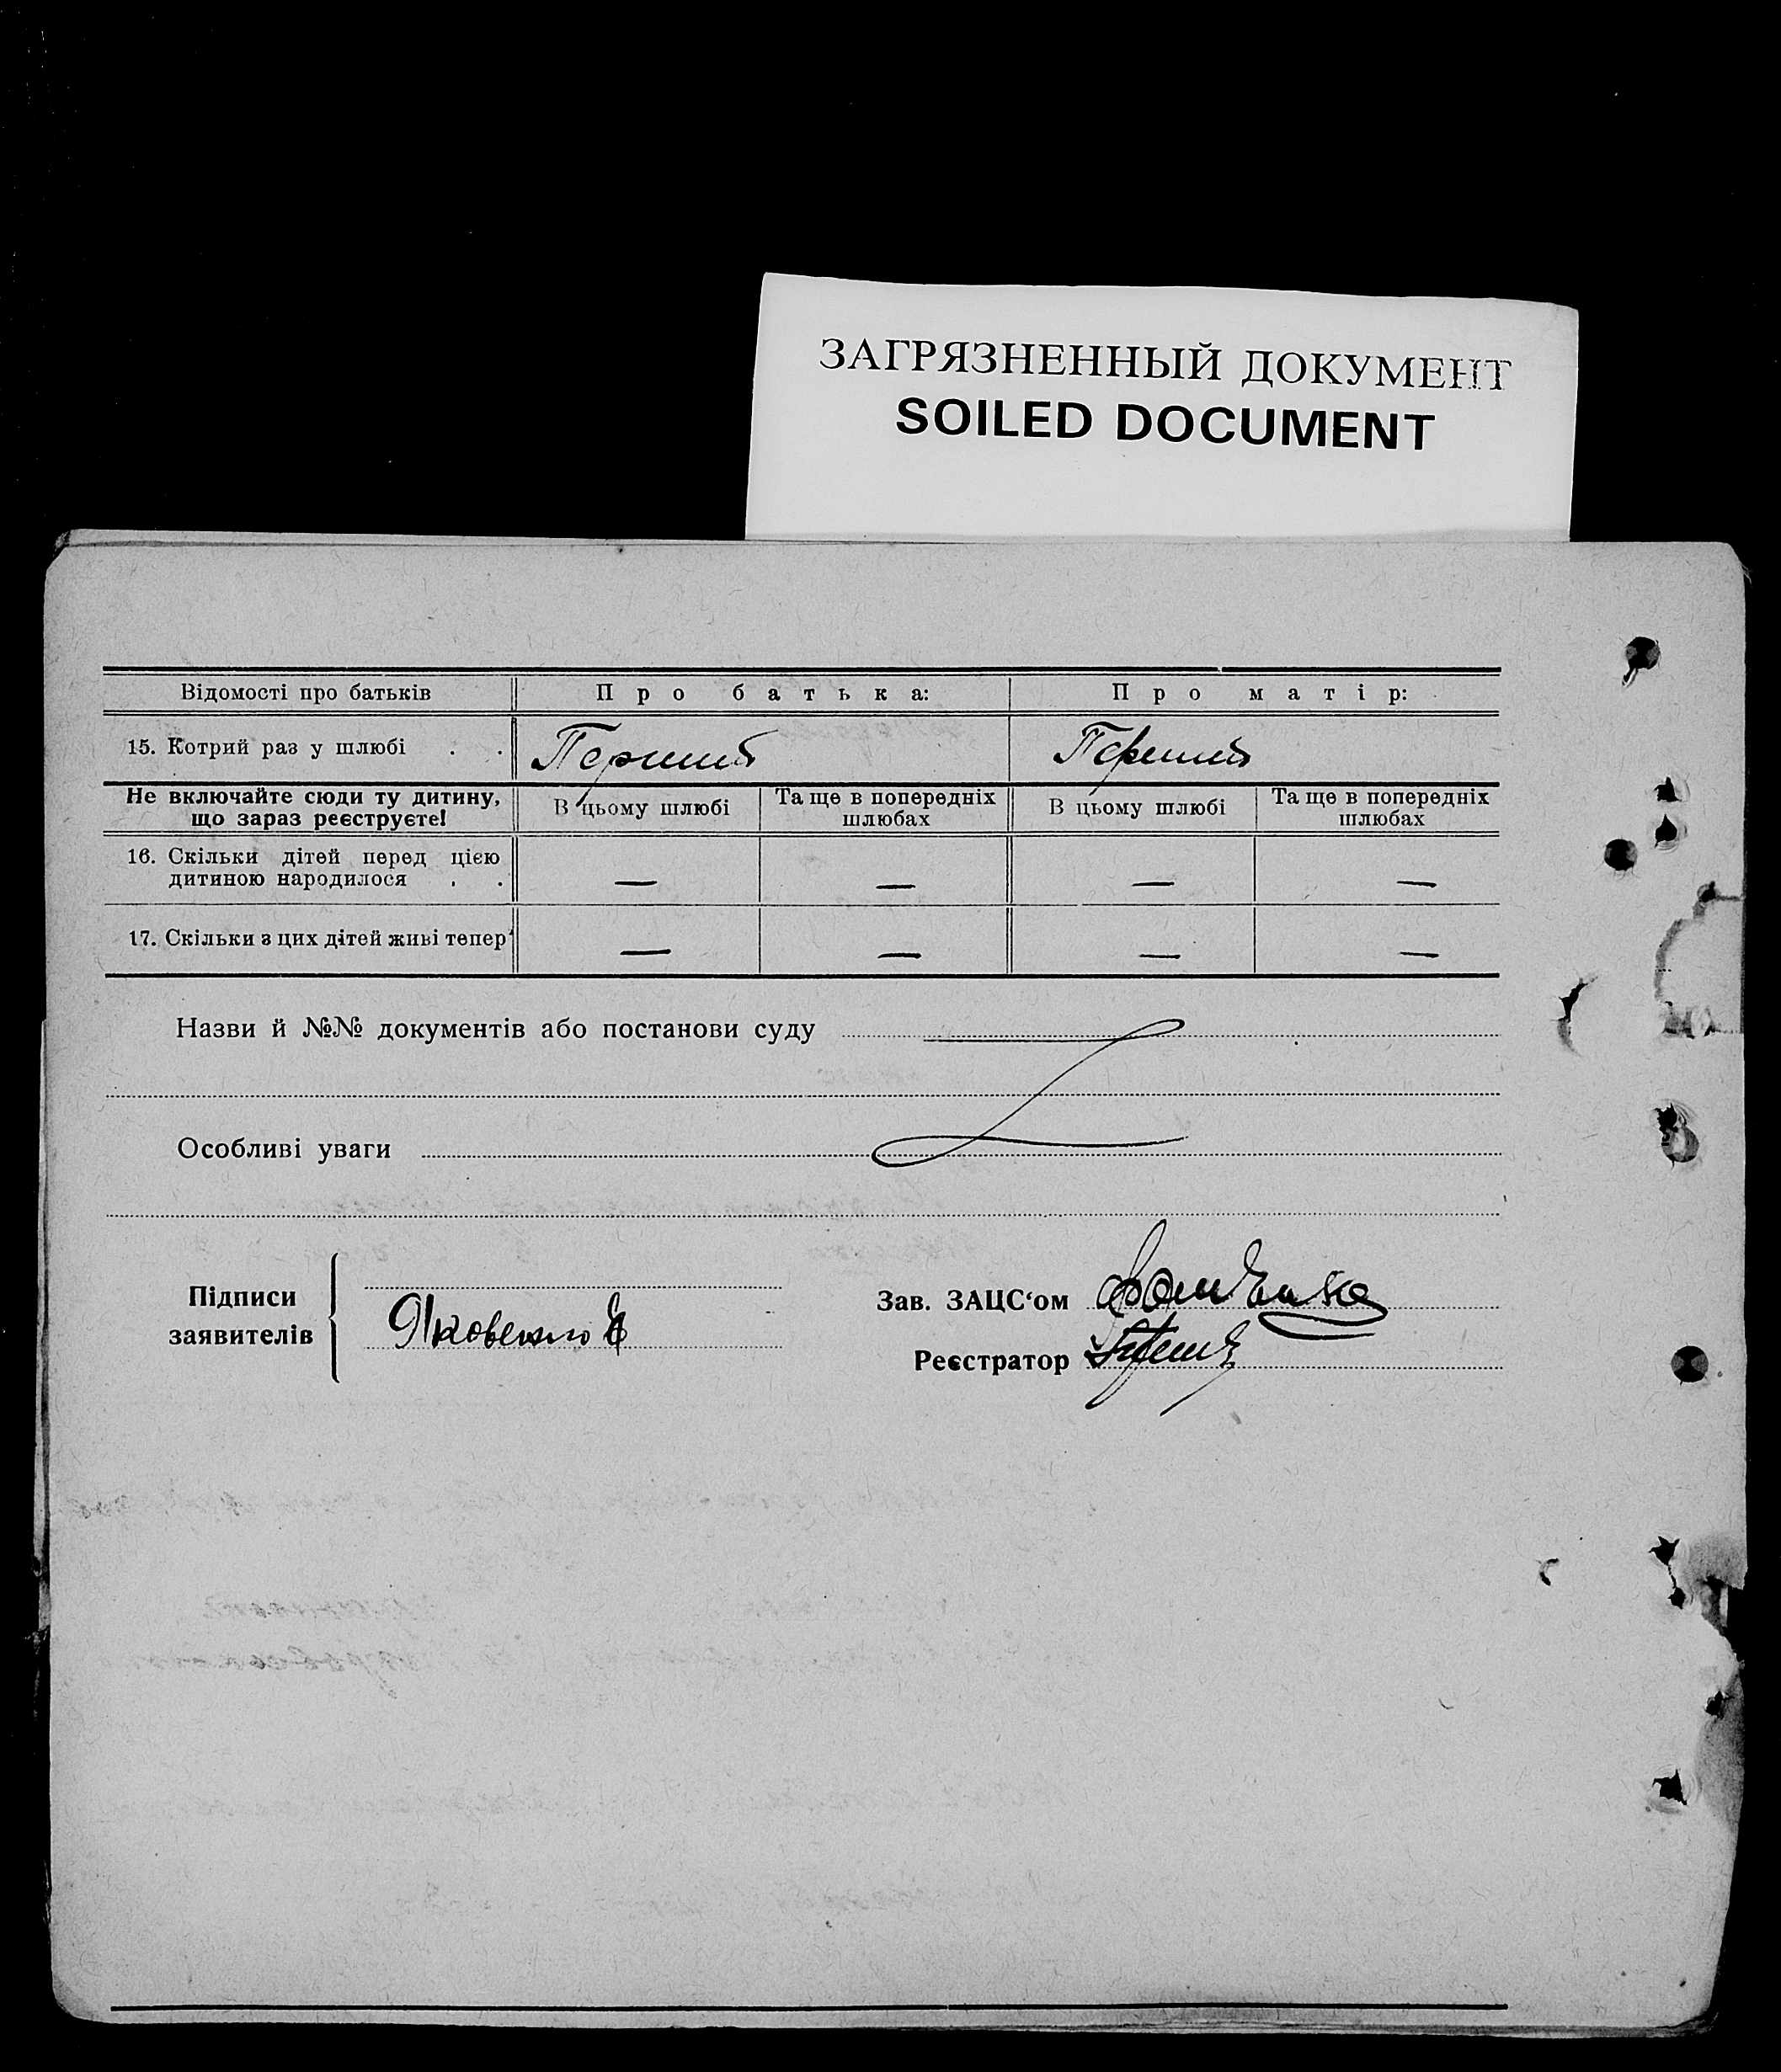 ЗАГРЯЗНЕННЫЙ ДОКУМЕНТ
SOILED DOCUMENT
Відомості про батьків Про батька: Про матір:
15. Котрий раз у шлюбі . . Перший Перший
Не включайте сюди ту дитину, що зараз реєструєте! В цьому шлюбі Та ще в попередніх шлюбах В цьому шлюбі Та ще в попередніх шлюбах
16. Скільки дітей перед цією
дитиною народилося . . — — — —
17. Скільки з цих дітей живі тепер — — — —
Назви й №№ документів або постанови суду
Особливі уваги
Підписи
заявителів Яковенко
Зав. ЗАЦС‘ом
Реєстратор